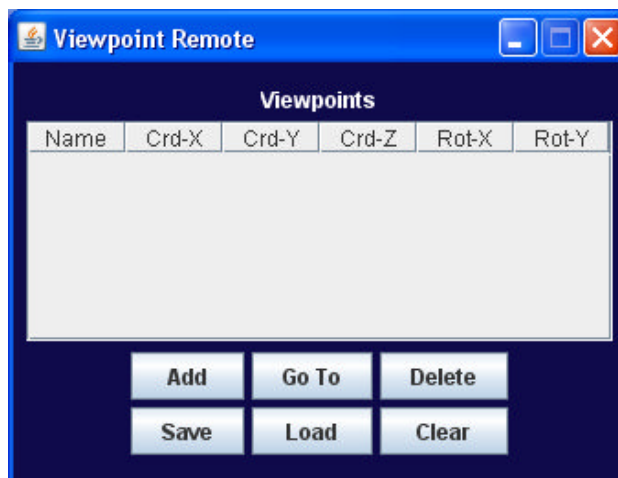 Viewpoint Remote
Viewpoints
Name Crd-X Crd-Y Crd-Z Rot-X Rot-Y
Add Go To Delete
Save Load Clear